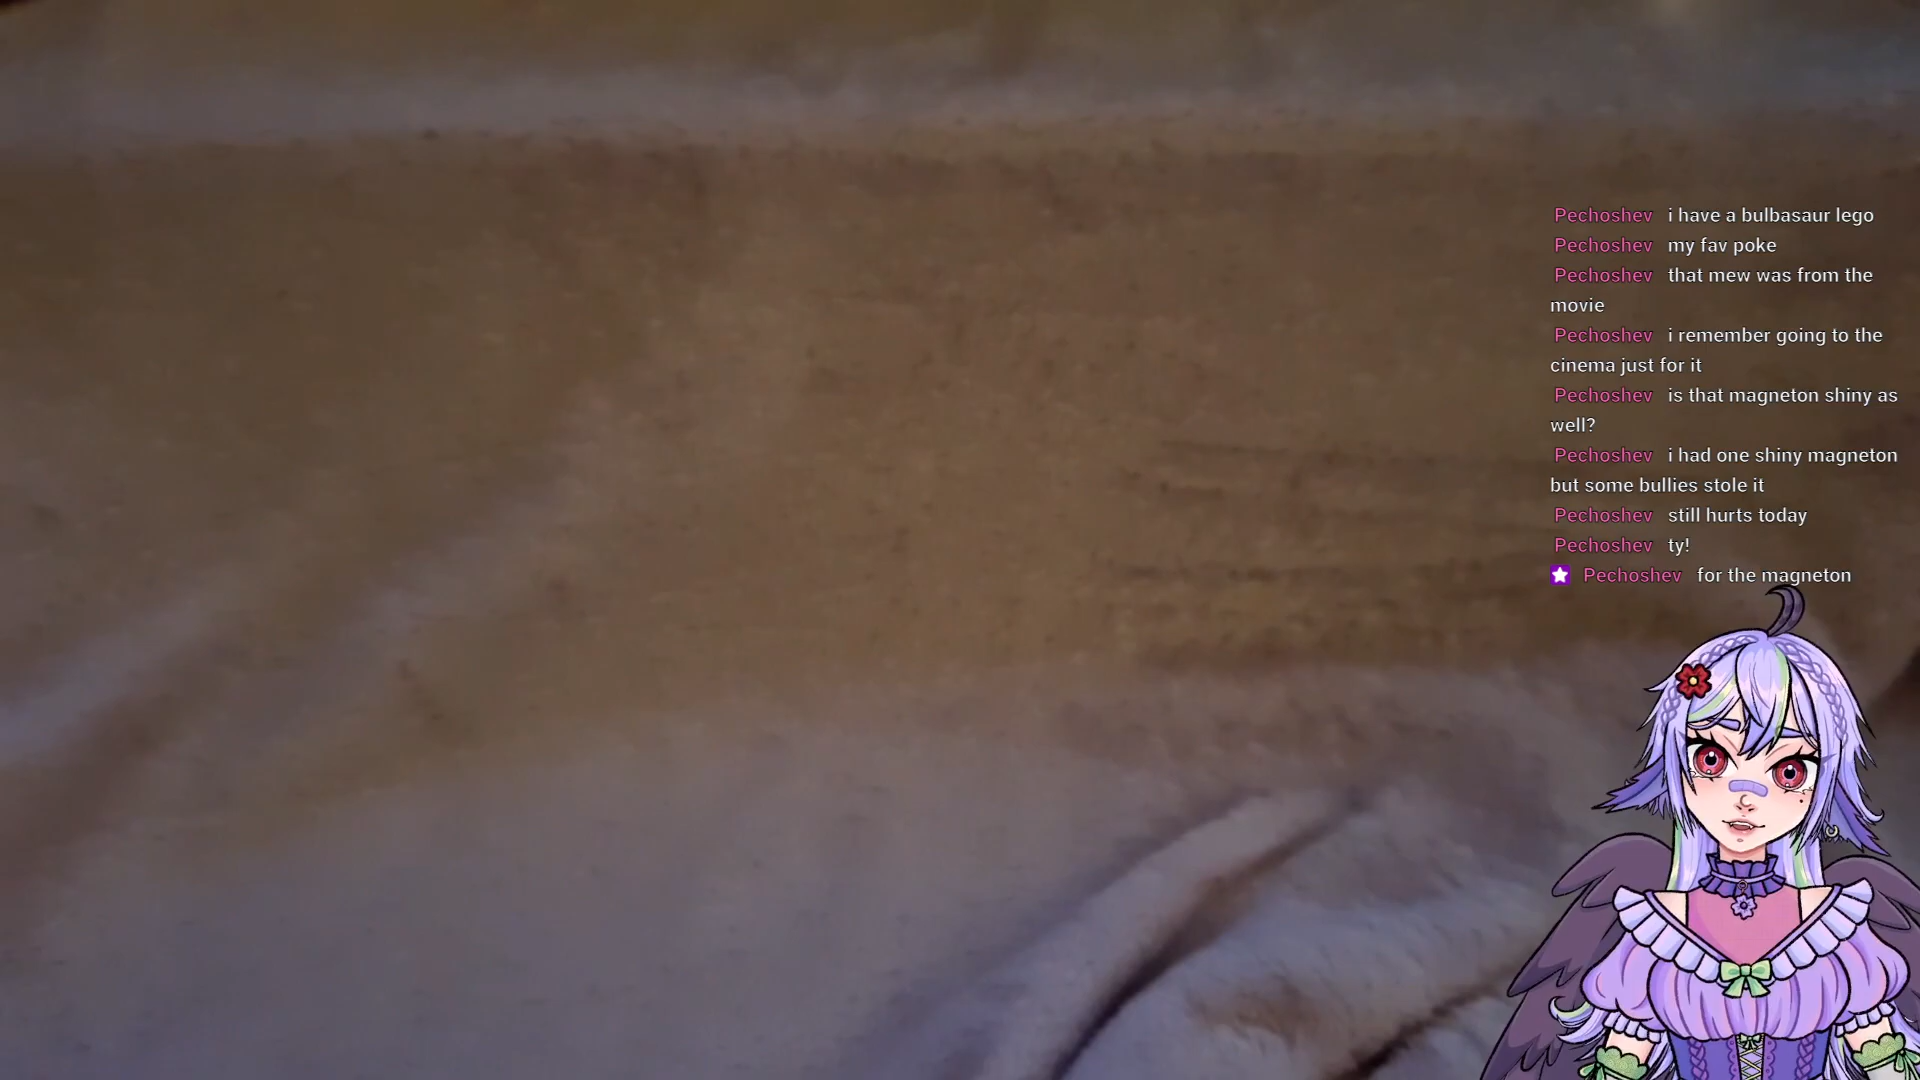 Pechoshev i have a bulbasaur lego
Pechoshev my fav poke
Pechoshev that mew was from the
movie
Pechoshev i remember going to the
cinema just for it
Pechoshev is that magneton shiny as
well?
Pechoshev i had one shiny magneton
but some bullies stole it
Pechoshev still hurts today
Pechoshev ty!
Pechoshev for the magneton